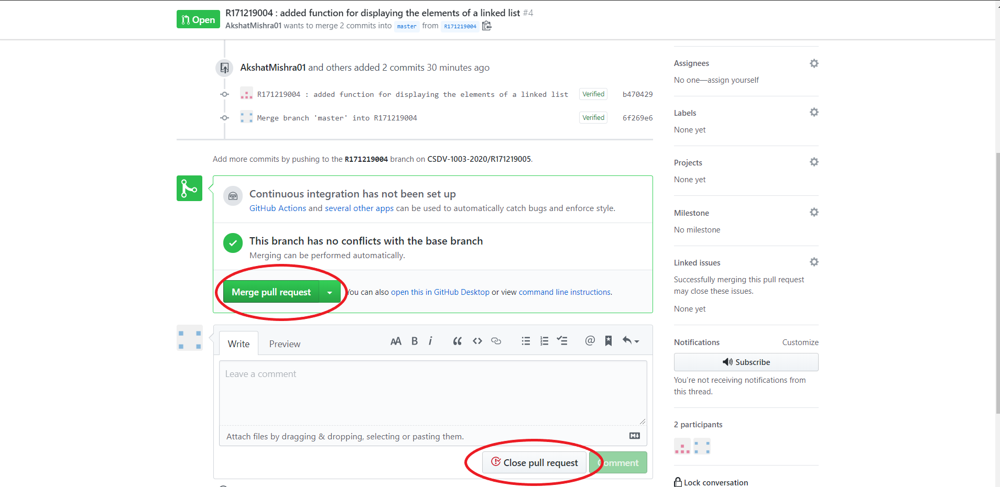 Open
R171219004 : added function for displaying the elements of a linked list #4
AkshatMishra01 wants to merge 2 commits into master from R171219004
AkshatMishra01 and others added 2 commits 30 minutes ago
R171219004 : added function for displaying the elements of a linked list Verified b470429
Merge branch 'master' into R171219004 Verified 6f269e6
Add more commits by pushing to the R171219004 branch on CSDV-1003-2020/R171219005.
Continuous integration has not been set up
GitHub Actions and several other apps can be used to automatically catch bugs and enforce style.
This branch has no conflicts with the base branch
Merging can be performed automatically.
Merge pull request You can also open this in GitHub Desktop or view command line instructions.
Write Preview
Leave a comment
Attach files by dragging & dropping, selecting or pasting them.
Close pull request Comment
Assignees
No one—assign yourself
Labels
None yet
Projects
None yet
Milestone
No milestone
Linked issues
Successfully merging this pull request
may close these issues.
None yet
Notifications Customize
Subscribe
You're not receiving notifications from
this thread.
2 participants
Lock conversation